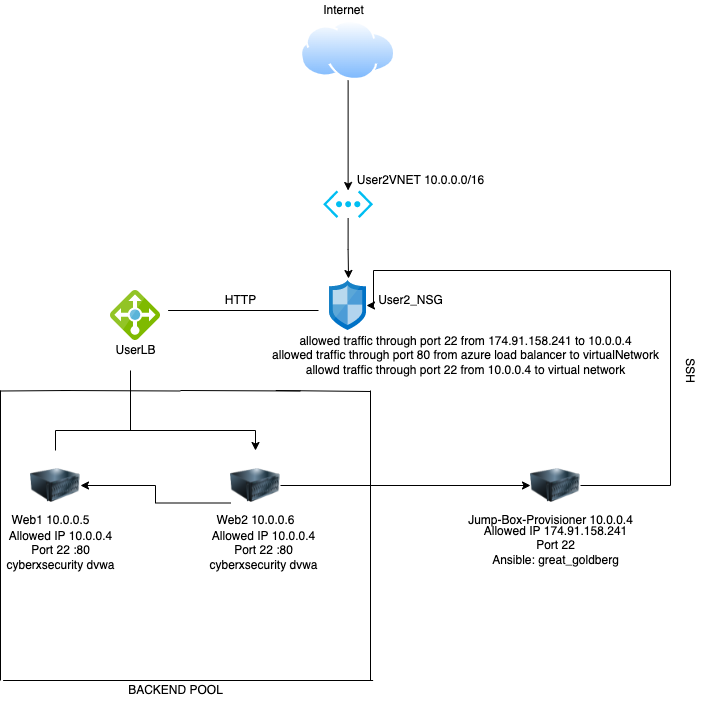 Internet
User2VNET 10.0.0.0/16
User2_NSG
HTTP
UserLB
allowed traffic through port 22 from 174.91.158.241 to 10.0.0.4
allowed traffic through port 80 from azure load balancer to virtualNetwork
allowd traffic through port 22 from 10.0.0.4 to virtual network
SSH
Web1 10.0.0.5
Allowed IP 10.0.0.4
Port 22 :80
cyberxsecurity dvwa
Web2 10.0.0.6
Allowed IP 10.0.0.4
Port 22 :80
cyberxsecurity dvwa
Jump-Box-Provisioner 10.0.0.4
Allowed IP 174.91.158.241
Port 22
Ansible: great_goldberg
BACKEND POOL